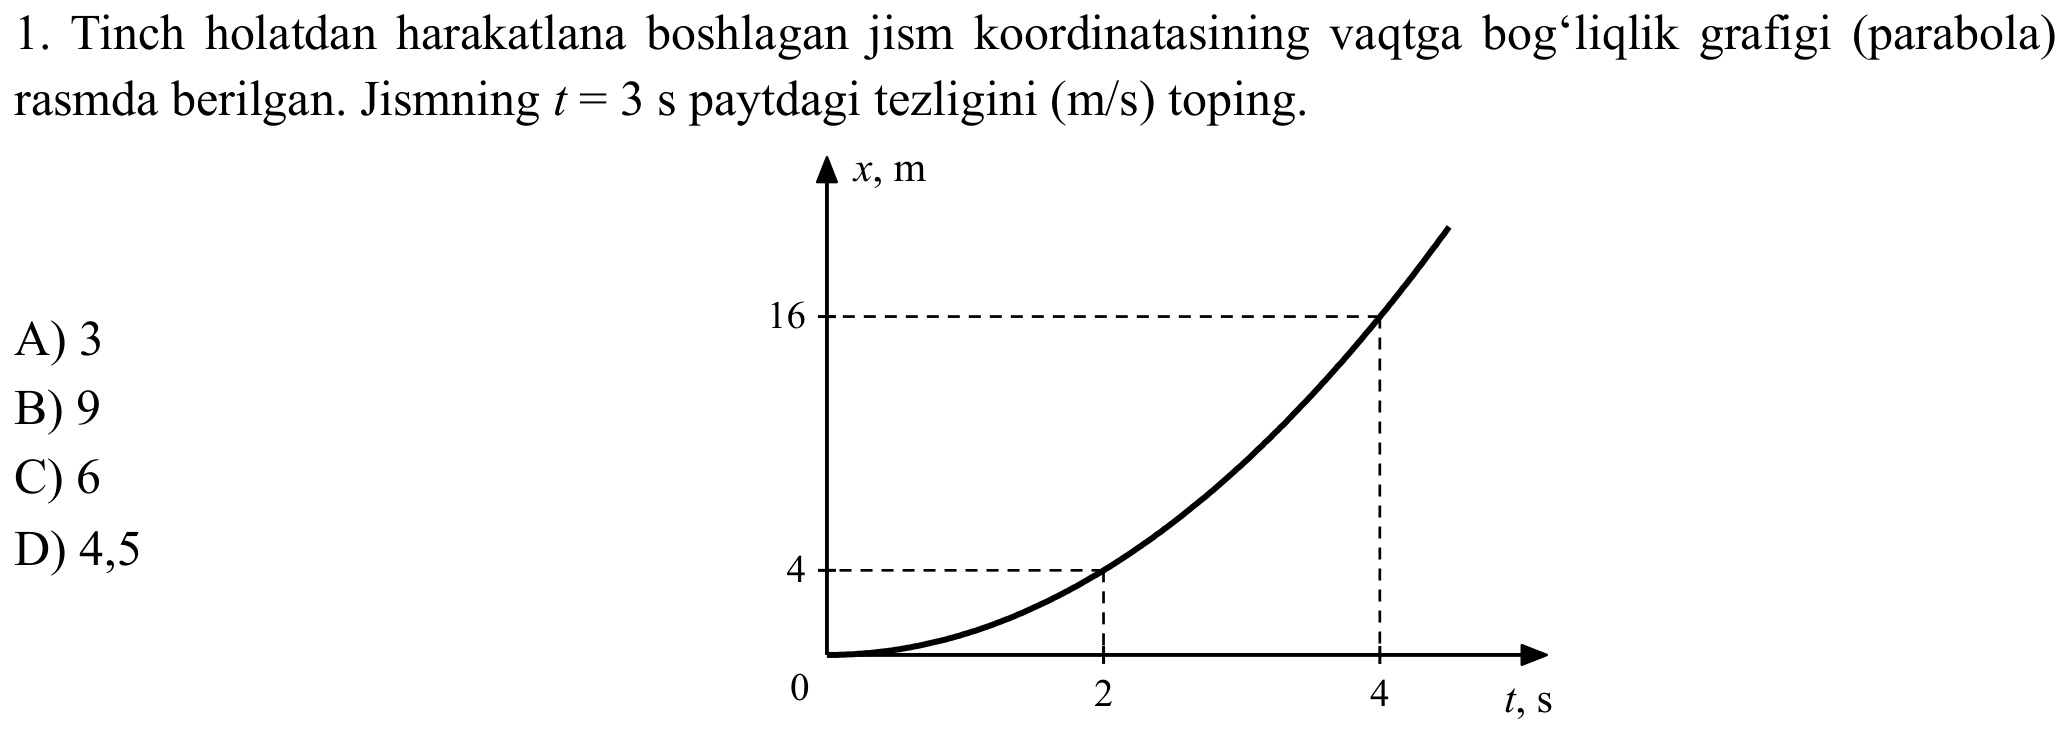 1. Tinch holatdan harakatlana boshlagan jism koordinatasining vaqtga bog‘liqlik grafigi (parabola)
rasmda berilgan. Jismning t = 3 s paytdagi tezligini (m/s) toping.
x, m
16
A) 3
B) 9
C) 6
D) 4,5
4
0
2
4
t, s